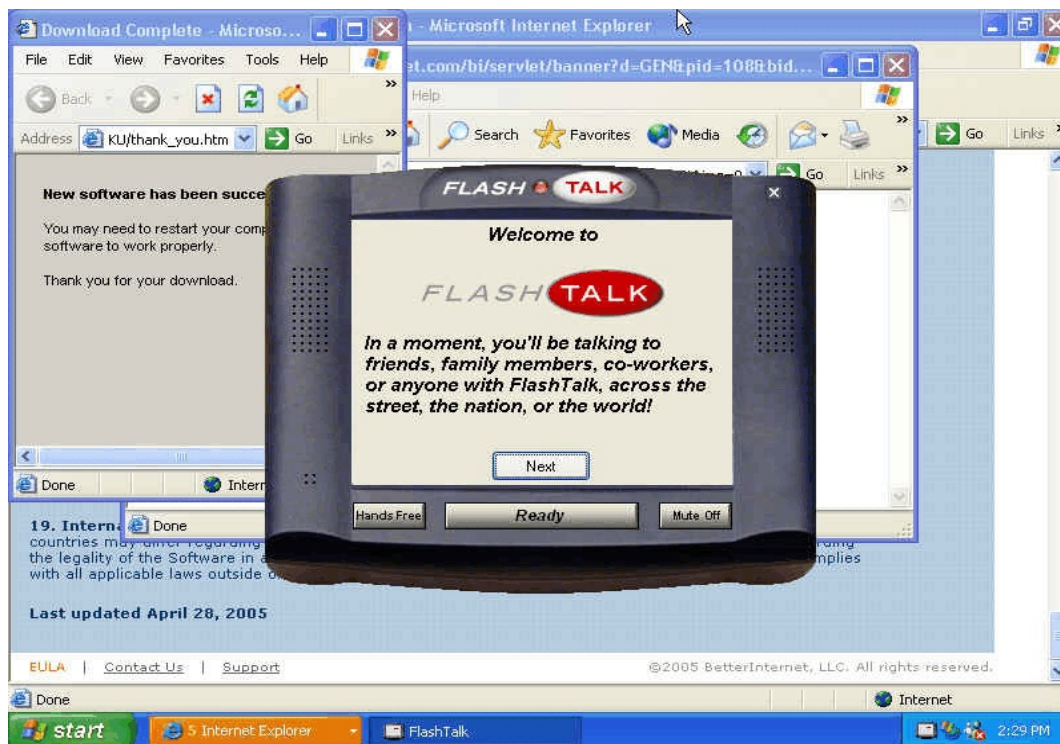 Download Complete - Microso...
- Microsoft Internet Explorer
File Edit View Favorites Tools Help
et.com/bi/servlet/banner?d=GEN&pid=108&bid...
Back
Help
Search Favorites Media
Address KU/thank_you.htm Go Links
Go Links
Go Links
New software has been succe
You may need to restart your comp
software to work properly.
Thank you for your download.
FLASH TALK
Welcome to
FLASH TALK
In a moment, you'll be talking to
friends, family members, co-workers,
or anyone with FlashTalk, across the
street, the nation, or the world!
Next
Hands Free Ready Mute Off
Done Intern
Done
19. Interna
countries may differ regarding
the legality of the Software in a mplies
with all applicable laws outside o
Last updated April 28, 2005
EULA | Contact Us | Support
©2005 BetterInternet, LLC. All rights reserved.
Done Internet
start 5 Internet Explorer FlashTalk 2:29 PM